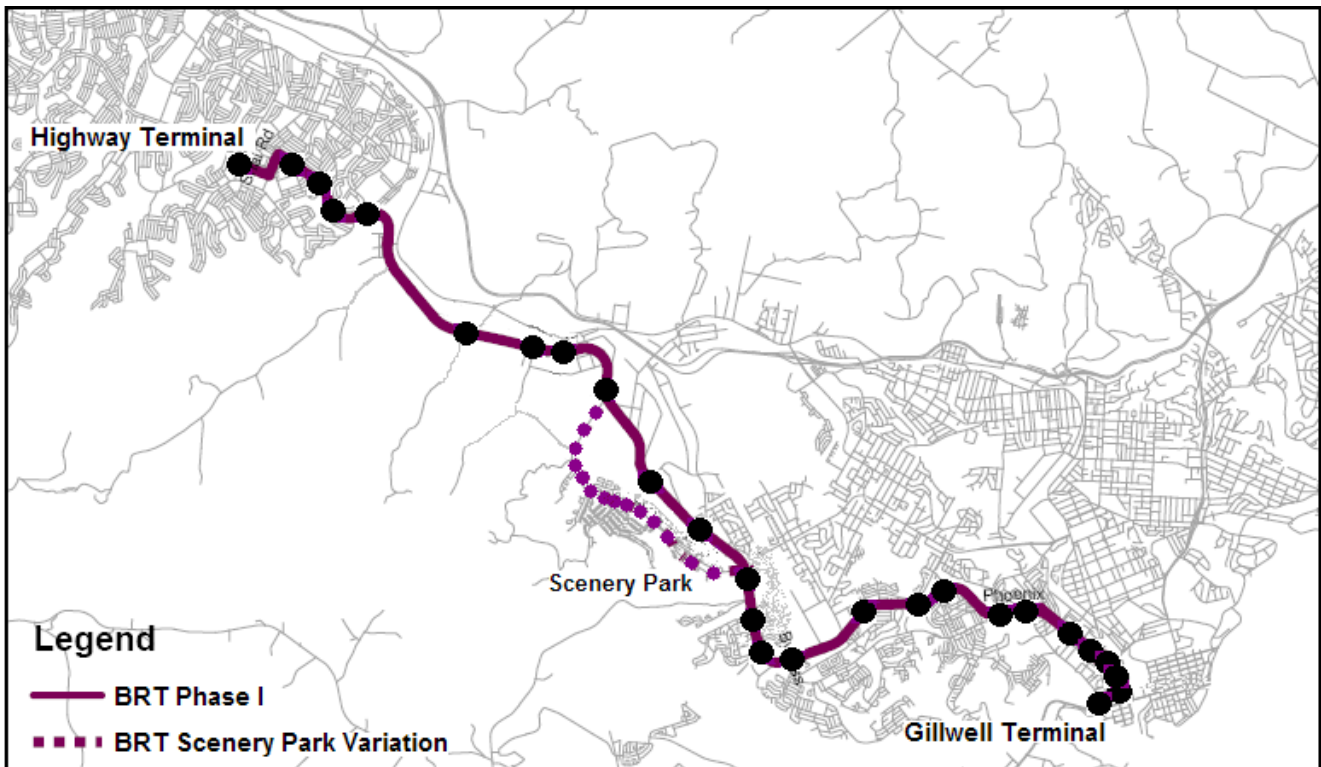 Highway Terminal
Scenery Park
Phoenix
Gillwell Terminal
Legend
BRT Phase I
BRT Scenery Park Variation